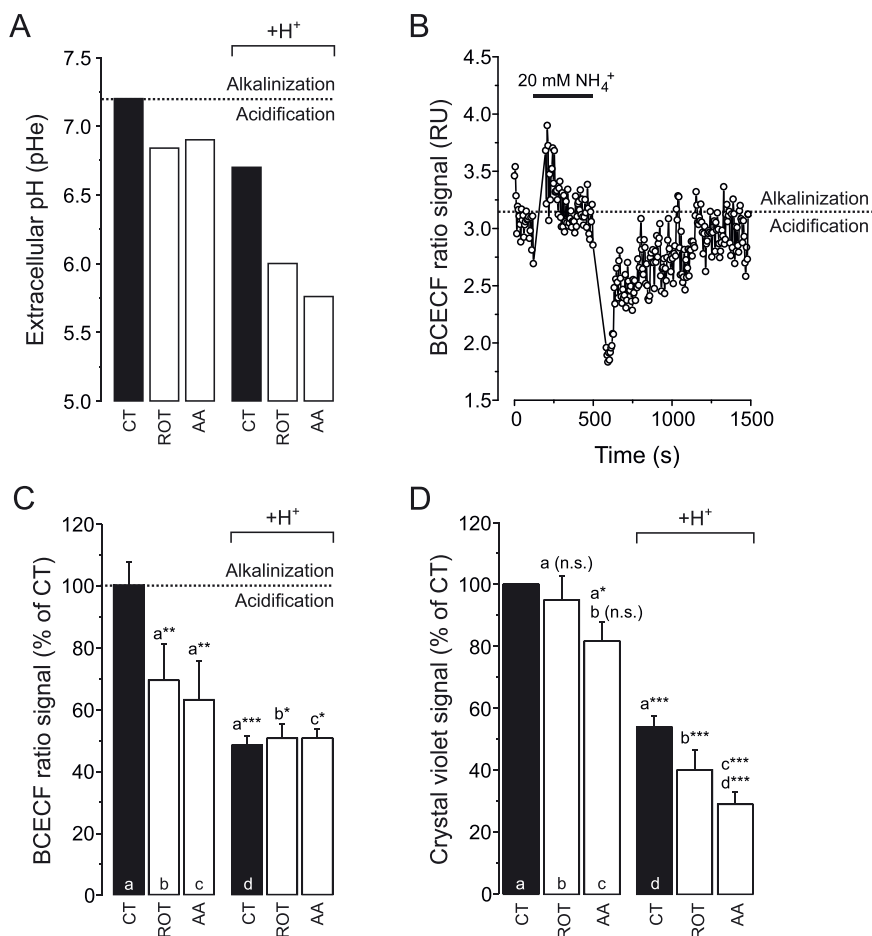 A
+H⁺
7.5
7.0
6.5
6.0
5.5
5.0
Extracellular pH (pHe)
Alkalinization
Acidification
CT
ROT
AA
CT
ROT
AA
B
20 mM NH₄⁺
4.5
4.0
3.5
3.0
2.5
2.0
1.5
BCECF ratio signal (RU)
Alkalinization
Acidification
0
500
1000
1500
Time (s)
C
+H⁺
120
100
80
60
40
20
0
BCECF ratio signal (% of CT)
Alkalinization
Acidification
a**
a**
a***
b*
c*
a
b
c
d
CT
ROT
AA
CT
ROT
AA
D
+H⁺
120
100
80
60
40
20
0
Crystal violet signal (% of CT)
a (n.s.)
a*
b (n.s.)
a***
b***
c***
d***
a
b
c
d
CT
ROT
AA
CT
ROT
AA